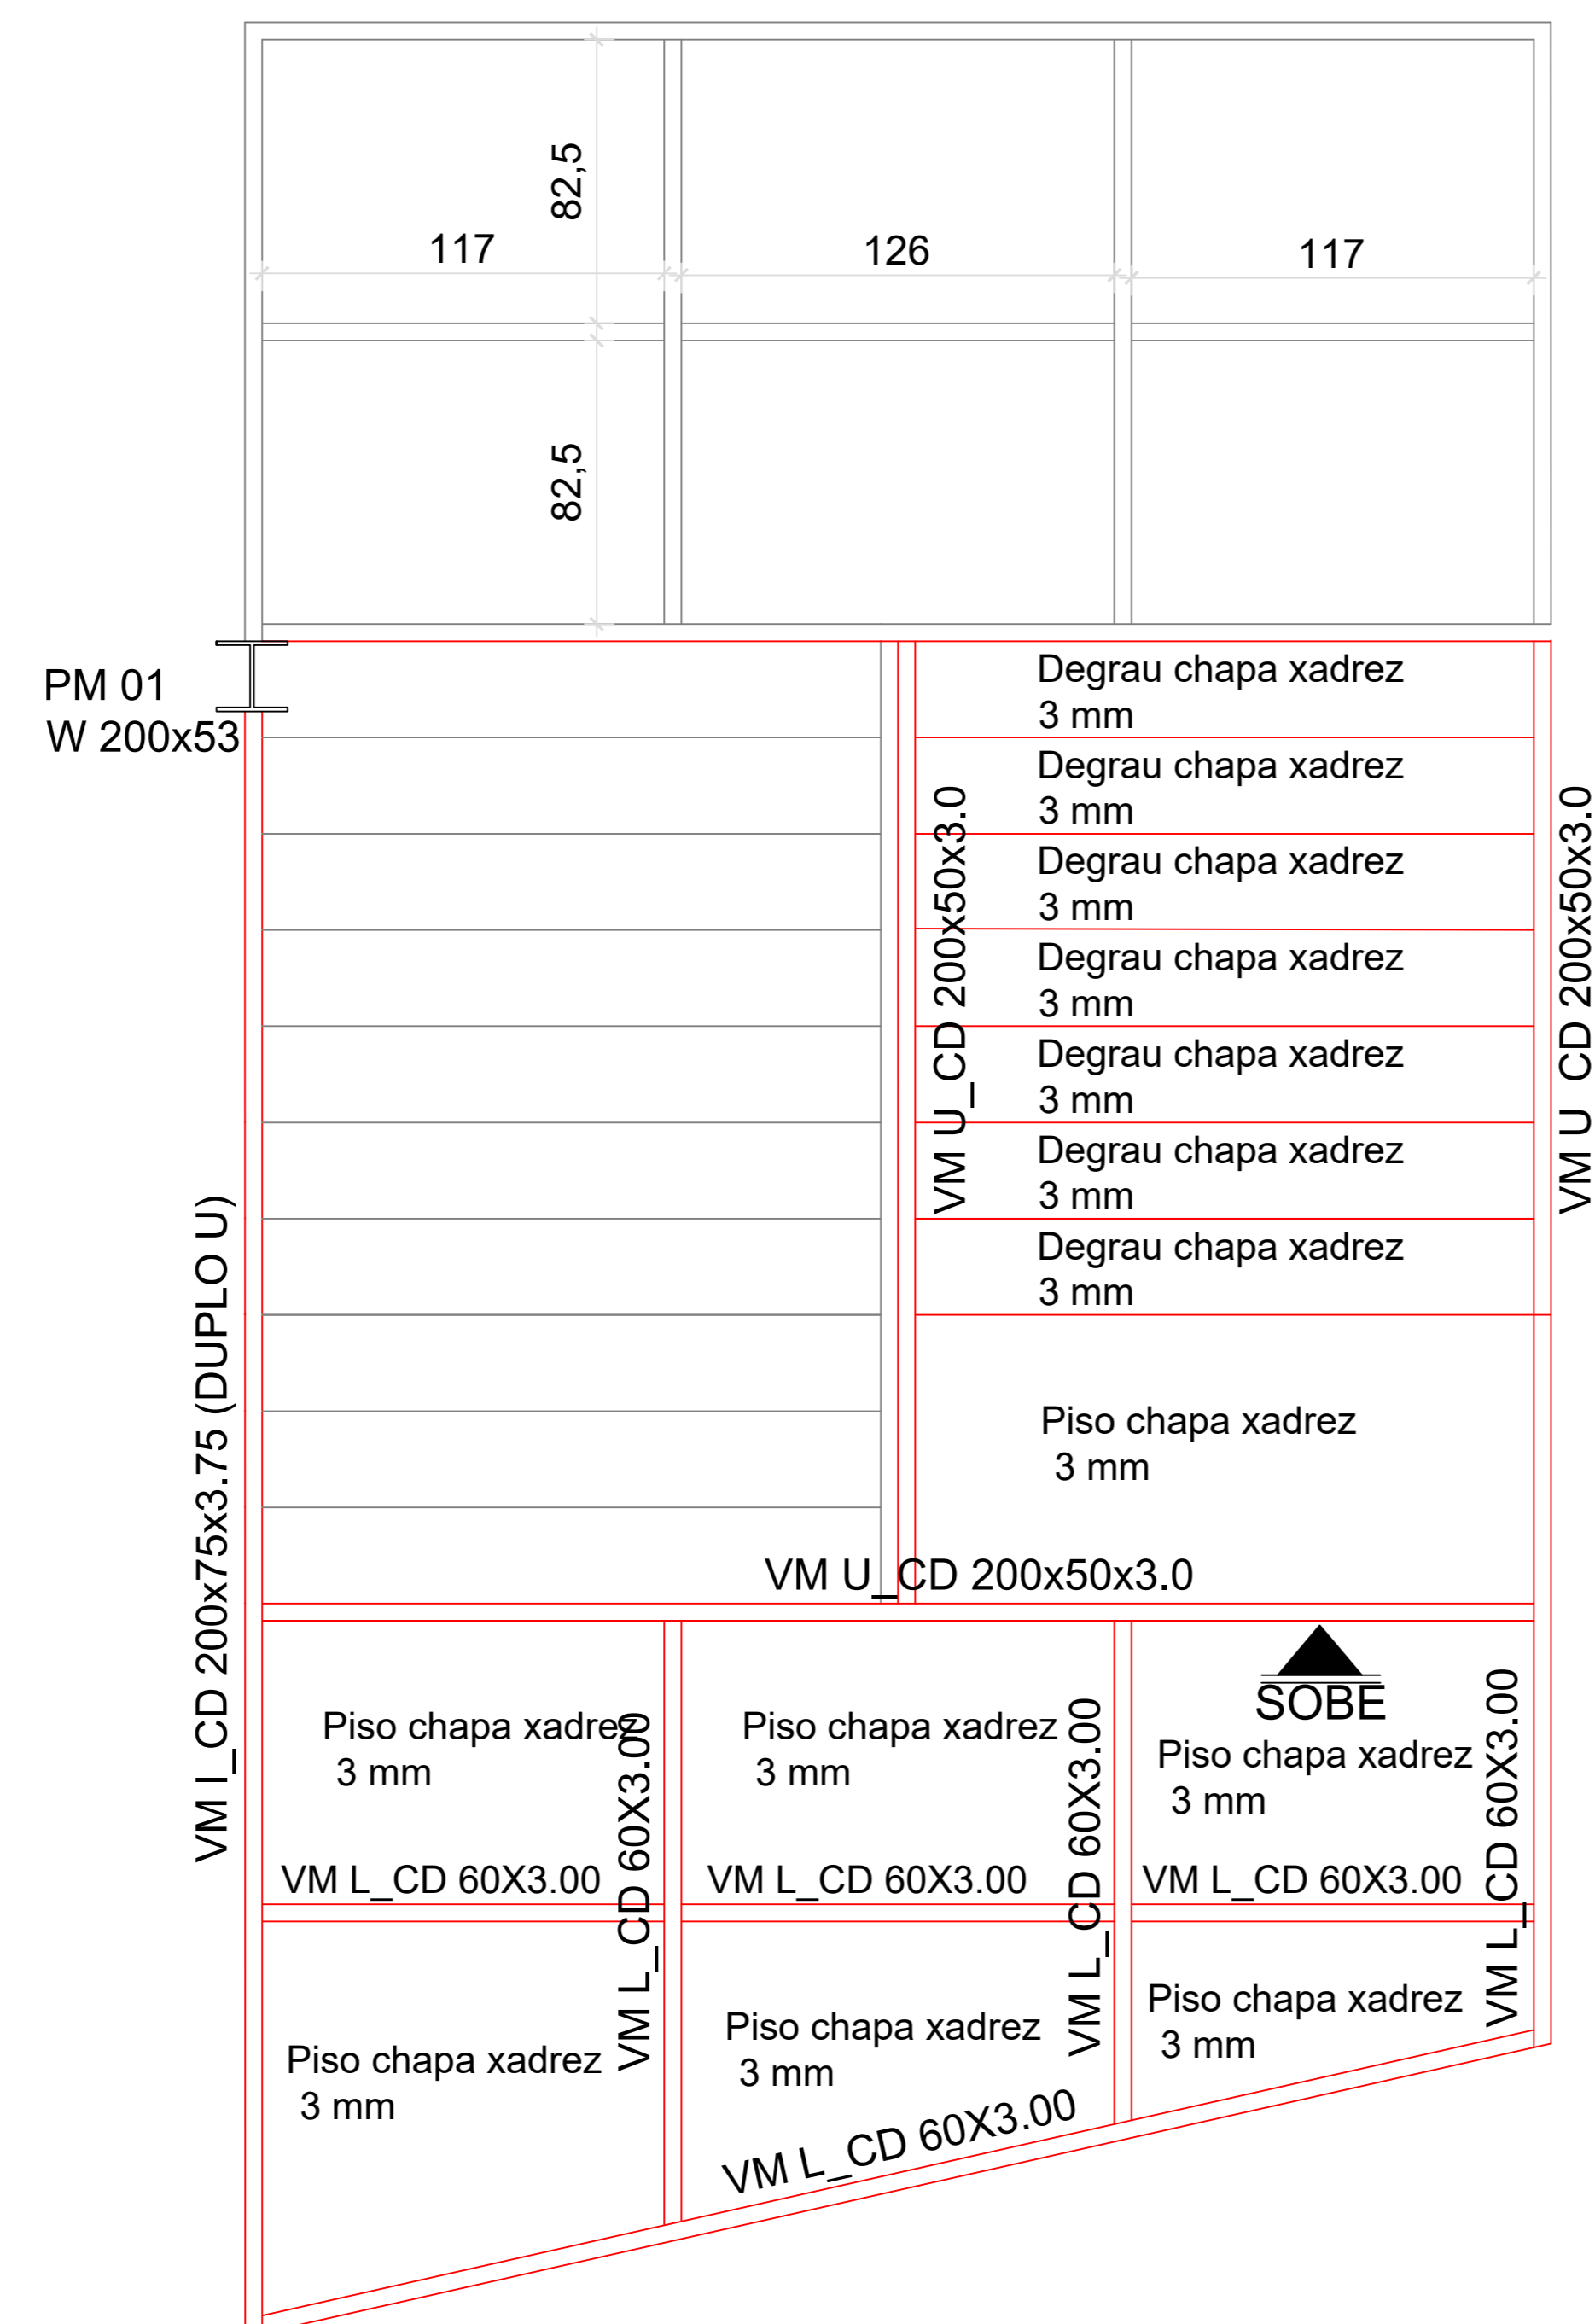 82,5
117
126
117
82,5
PM 01
W 200x53
Degrau chapa xadrez
3 mm
Degrau chapa xadrez
3 mm
Degrau chapa xadrez
3 mm
Degrau chapa xadrez
3 mm
Degrau chapa xadrez
3 mm
Degrau chapa xadrez
3 mm
Degrau chapa xadrez
3 mm
VM U_CD 200x50x3.0
VM U_CD 200x50x3.0
Piso chapa xadrez
3 mm
VM I_CD 200x75x3.75 (DUPLO U)
VM U_CD 200x50x3.0
SOBE
Piso chapa xadrez
3 mm
Piso chapa xadrez
3 mm
Piso chapa xadrez
3 mm
VM L_CD 60X3.00
VM L_CD 60X3.00
VM L_CD 60X3.00
VM L_CD 60X3.00
VM L_CD 60X3.00
VM L_CD 60X3.00
Piso chapa xadrez
3 mm
Piso chapa xadrez
3 mm
Piso chapa xadrez
3 mm
VM L_CD 60X3.00